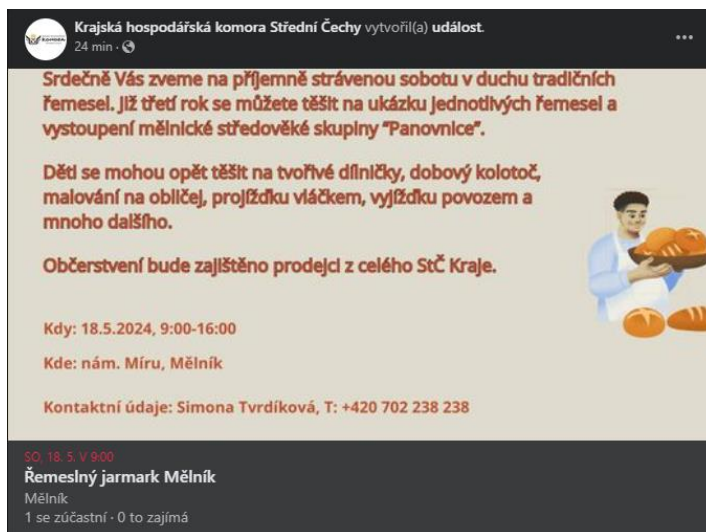 Krajská hospodářská komora Střední Čechy vytvořil(a) událost.
24 min
Srdečně Vás zveme na příjemně strávenou sobotu v duchu tradičních
řemesel. Již třetí rok se můžete těšit na ukázku jednotlivých řemesel a
vystoupení mělnické středověké skupiny "Panovnice".
Děti se mohou opět těšit na tvořivé dílničky, dobový kolotoč,
malování na obličej, projížďku vláčkem, vyjížďku povozem a
mnoho dalšího.
Občerstvení bude zajištěno prodejci z celého StČ Kraje.
Kdy: 18.5.2024, 9:00-16:00
Kde: nám. Míru, Mělník
Kontaktní údaje: Simona Tvrdíková, T: +420 702 238 238
SO, 18. 5. V 9:00
Řemeslný jarmark Mělník
Mělník
1 se zúčastní · 0 to zajímá